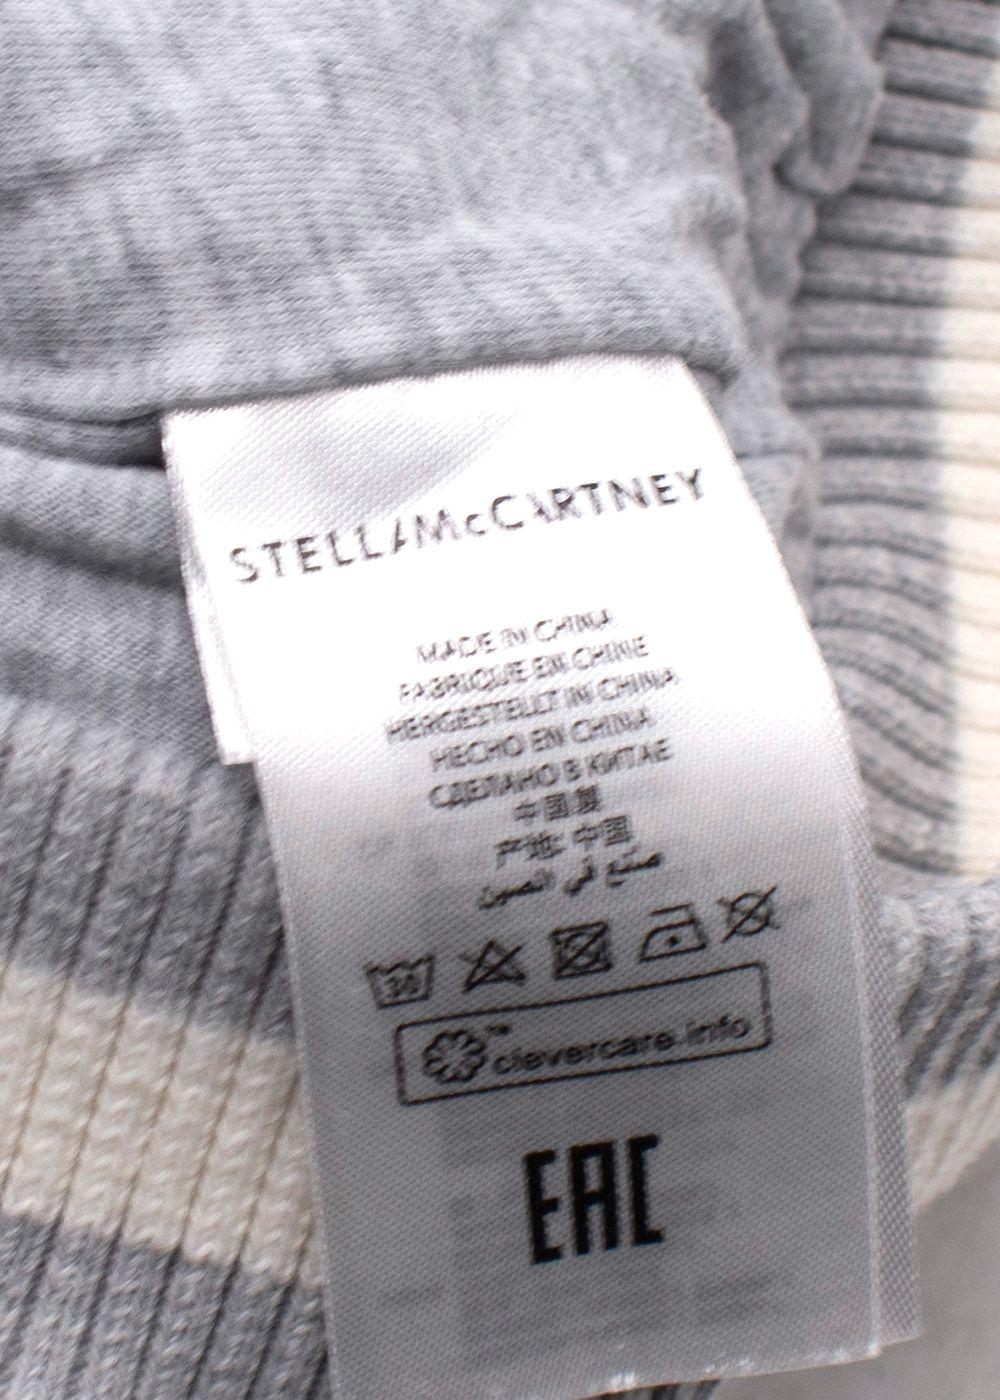 STELLA McCARTNEY
MADE IN CHINA
FABRIQUE EN CHINE
HERGESTELLT IN CHINA
HECHO EN CHINA
СДЕЛАНО В КИТАЕ
中国製
产地: 中国
صنع في الصين
30
™ clevercare.info
EAC